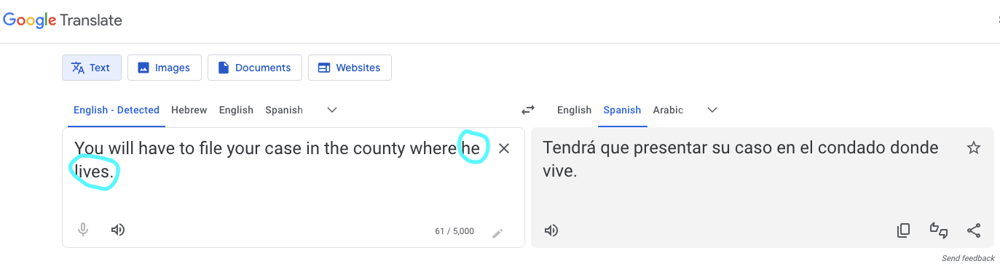 Google Translate
Text Images Documents Websites
English - Detected Hebrew English Spanish
English Spanish Arabic
You will have to file your case in the county where he
lives.
Tendrá que presentar su caso en el condado donde
vive.
61 / 5,000
Send feedback